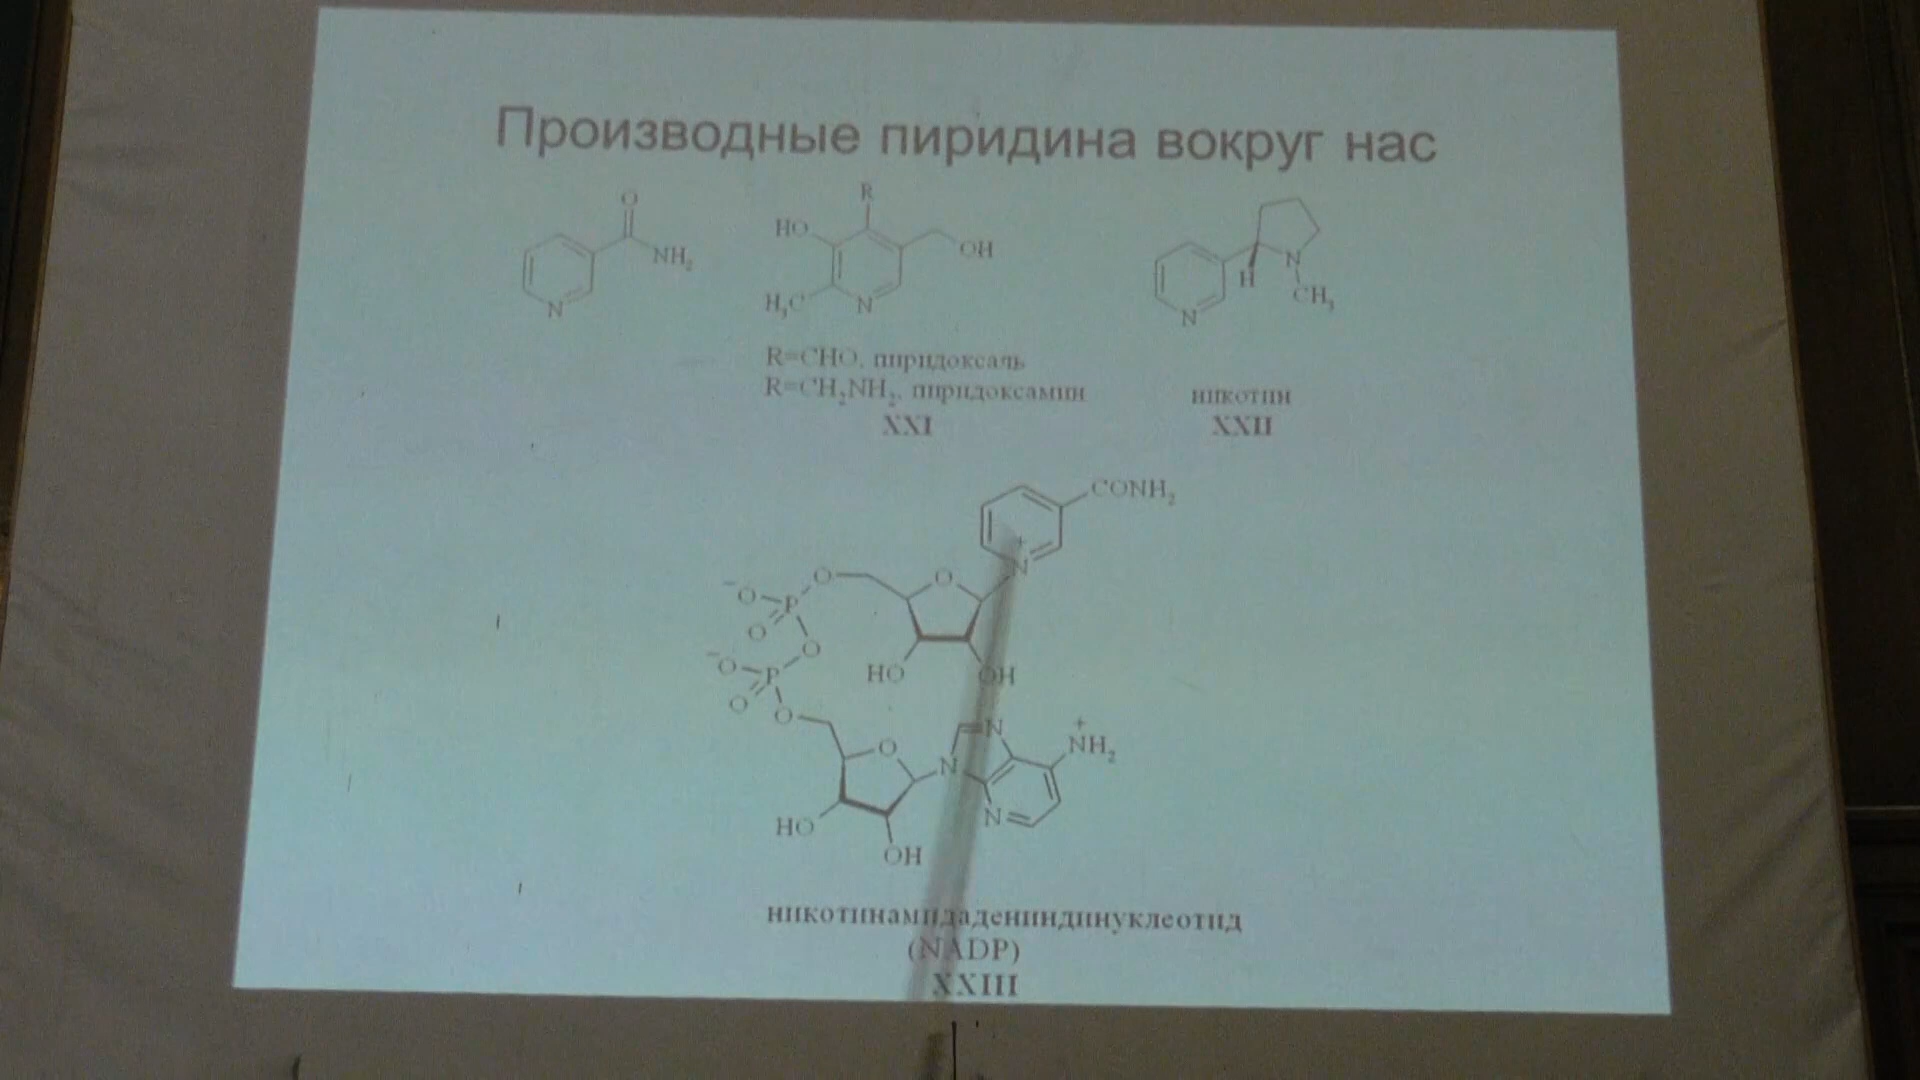 Производные пиридина вокруг нас
O
NH₂
N
R
HO
OH
H₃C
N
H
N
CH₃
N
R=CHO, пиридоксаль
R=CH₂NH₂, пиридоксамин
XXI
никотин
XXII
CONH₂
+
N
O
O
⁻O
P
O
O
HO
OH
⁻O
P
O
O
O
N
N
+
NH₂
N
HO
OH
никотинамидадениндинуклеотид
(NADP)
XXIII